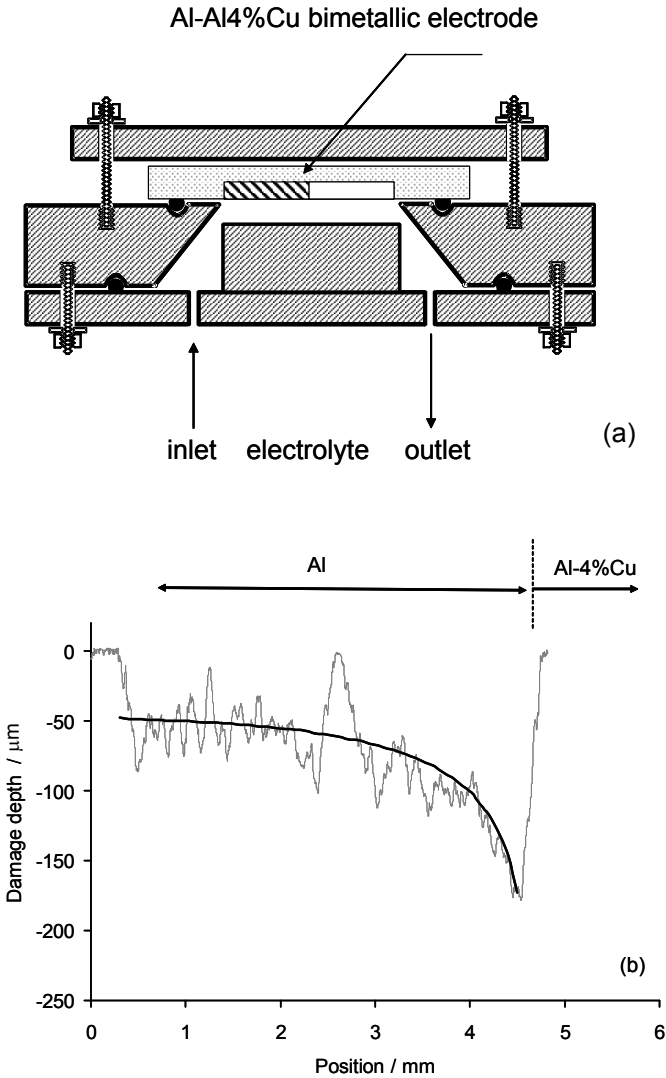 Al-Al4%Cu bimetallic electrode
inlet electrolyte outlet
(a)
Al
Al-4%Cu
0
-50
-100
-150
-200
-250
Damage depth / μm
(b)
0 1 2 3 4 5 6
Position / mm